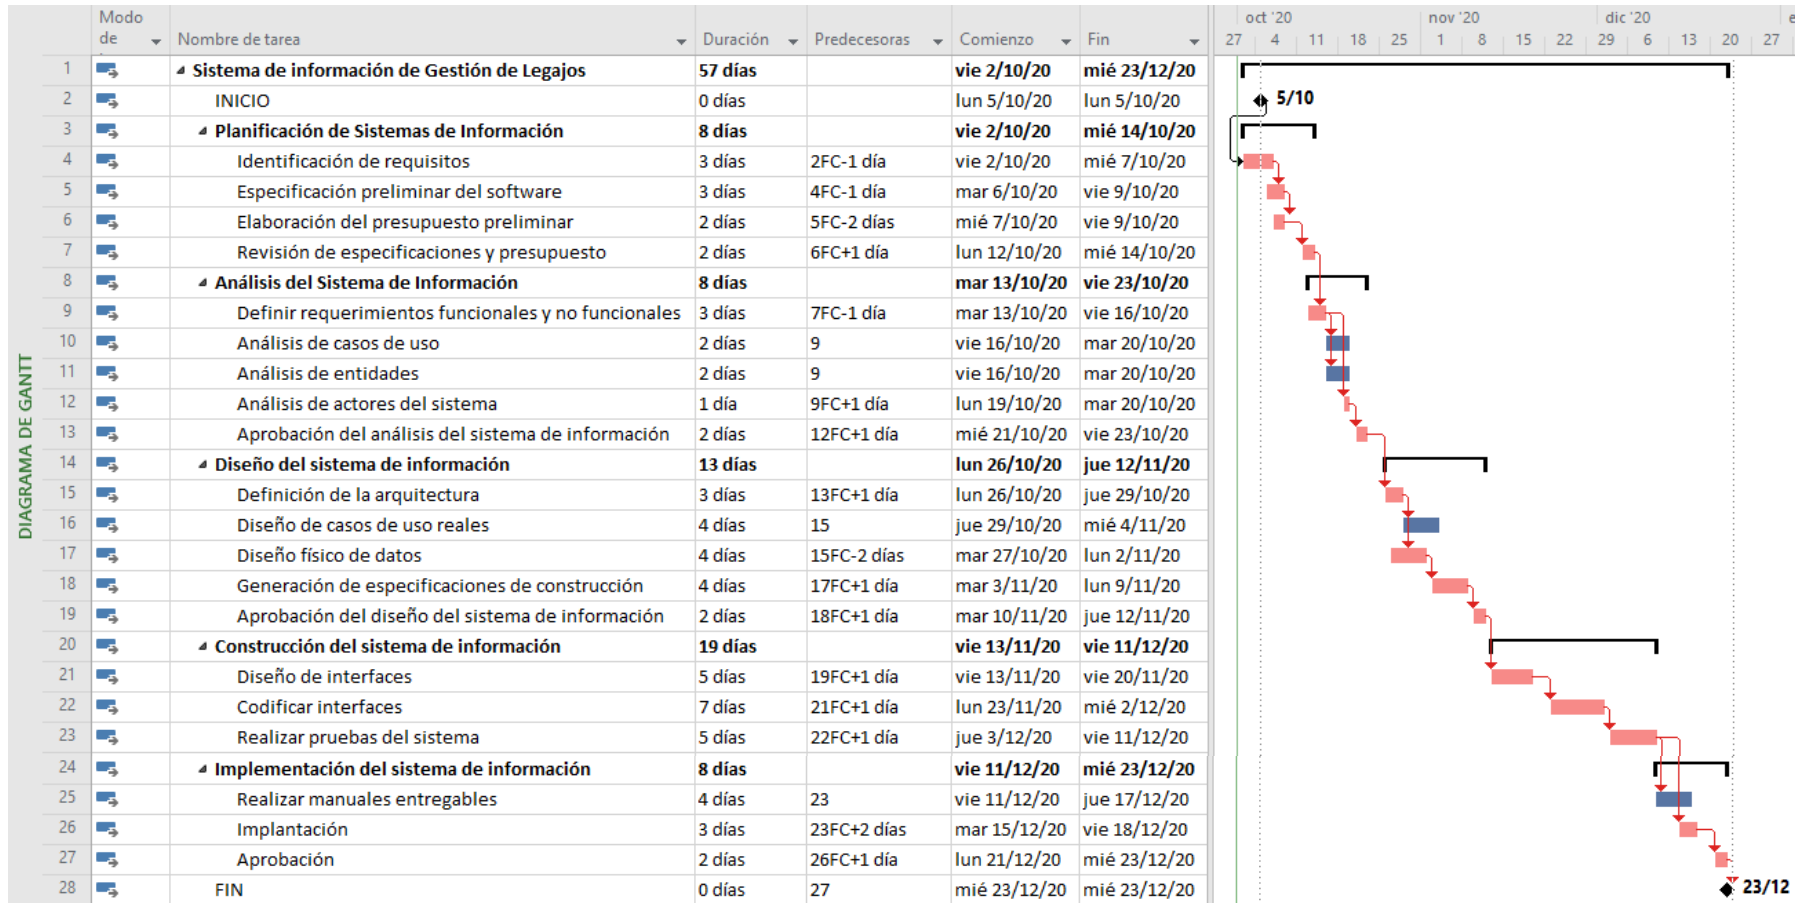 DIAGRAMA DE GANTT
Modo de Nombre de tarea Duración Predecesoras Comienzo Fin
oct '20 nov '20 dic '20 e
27 4 11 18 25 1 8 15 22 29 6 13 20 27
1 Sistema de información de Gestión de Legajos 57 días vie 2/10/20 mié 23/12/20
2 INICIO 0 días lun 5/10/20 lun 5/10/20 5/10
3 Planificación de Sistemas de Información 8 días vie 2/10/20 mié 14/10/20
4 Identificación de requisitos 3 días 2FC-1 día vie 2/10/20 mié 7/10/20
5 Especificación preliminar del software 3 días 4FC-1 día mar 6/10/20 vie 9/10/20
6 Elaboración del presupuesto preliminar 2 días 5FC-2 días mié 7/10/20 vie 9/10/20
7 Revisión de especificaciones y presupuesto 2 días 6FC+1 día lun 12/10/20 mié 14/10/20
8 Análisis del Sistema de Información 8 días mar 13/10/20 vie 23/10/20
9 Definir requerimientos funcionales y no funcionales 3 días 7FC-1 día mar 13/10/20 vie 16/10/20
10 Análisis de casos de uso 2 días 9 vie 16/10/20 mar 20/10/20
11 Análisis de entidades 2 días 9 vie 16/10/20 mar 20/10/20
12 Análisis de actores del sistema 1 día 9FC+1 día lun 19/10/20 mar 20/10/20
13 Aprobación del análisis del sistema de información 2 días 12FC+1 día mié 21/10/20 vie 23/10/20
14 Diseño del sistema de información 13 días lun 26/10/20 jue 12/11/20
15 Definición de la arquitectura 3 días 13FC+1 día lun 26/10/20 jue 29/10/20
16 Diseño de casos de uso reales 4 días 15 jue 29/10/20 mié 4/11/20
17 Diseño físico de datos 4 días 15FC-2 días mar 27/10/20 lun 2/11/20
18 Generación de especificaciones de construcción 4 días 17FC+1 día mar 3/11/20 lun 9/11/20
19 Aprobación del diseño del sistema de información 2 días 18FC+1 día mar 10/11/20 jue 12/11/20
20 Construcción del sistema de información 19 días vie 13/11/20 vie 11/12/20
21 Diseño de interfaces 5 días 19FC+1 día vie 13/11/20 vie 20/11/20
22 Codificar interfaces 7 días 21FC+1 día lun 23/11/20 mié 2/12/20
23 Realizar pruebas del sistema 5 días 22FC+1 día jue 3/12/20 vie 11/12/20
24 Implementación del sistema de información 8 días vie 11/12/20 mié 23/12/20
25 Realizar manuales entregables 4 días 23 vie 11/12/20 jue 17/12/20
26 Implantación 3 días 23FC+2 días mar 15/12/20 vie 18/12/20
27 Aprobación 2 días 26FC+1 día lun 21/12/20 mié 23/12/20
28 FIN 0 días 27 mié 23/12/20 mié 23/12/20 23/12